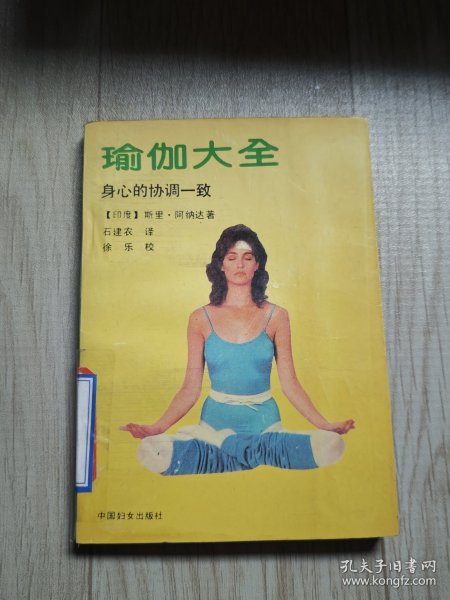 瑜伽大全
身心的协调一致
【印度】斯里·阿纳达著
石建农 译
徐乐 校
中国妇女出版社
孔夫子旧书网
www.kongfz.com